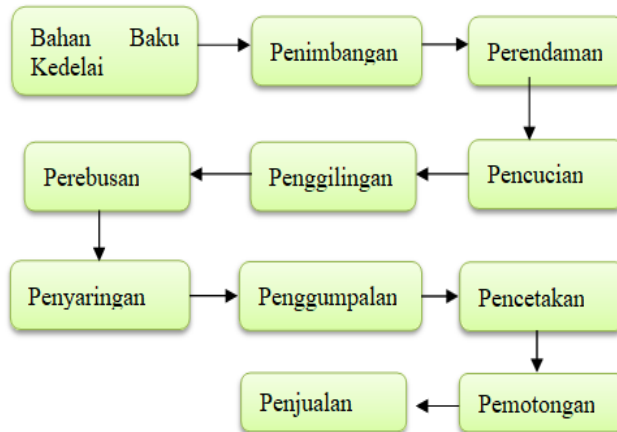 Bahan Baku
Kedelai
Penimbangan
Perendaman
Pencucian
Penggilingan
Perebusan
Penyaringan
Penggumpalan
Pencetakan
Pemotongan
Penjualan